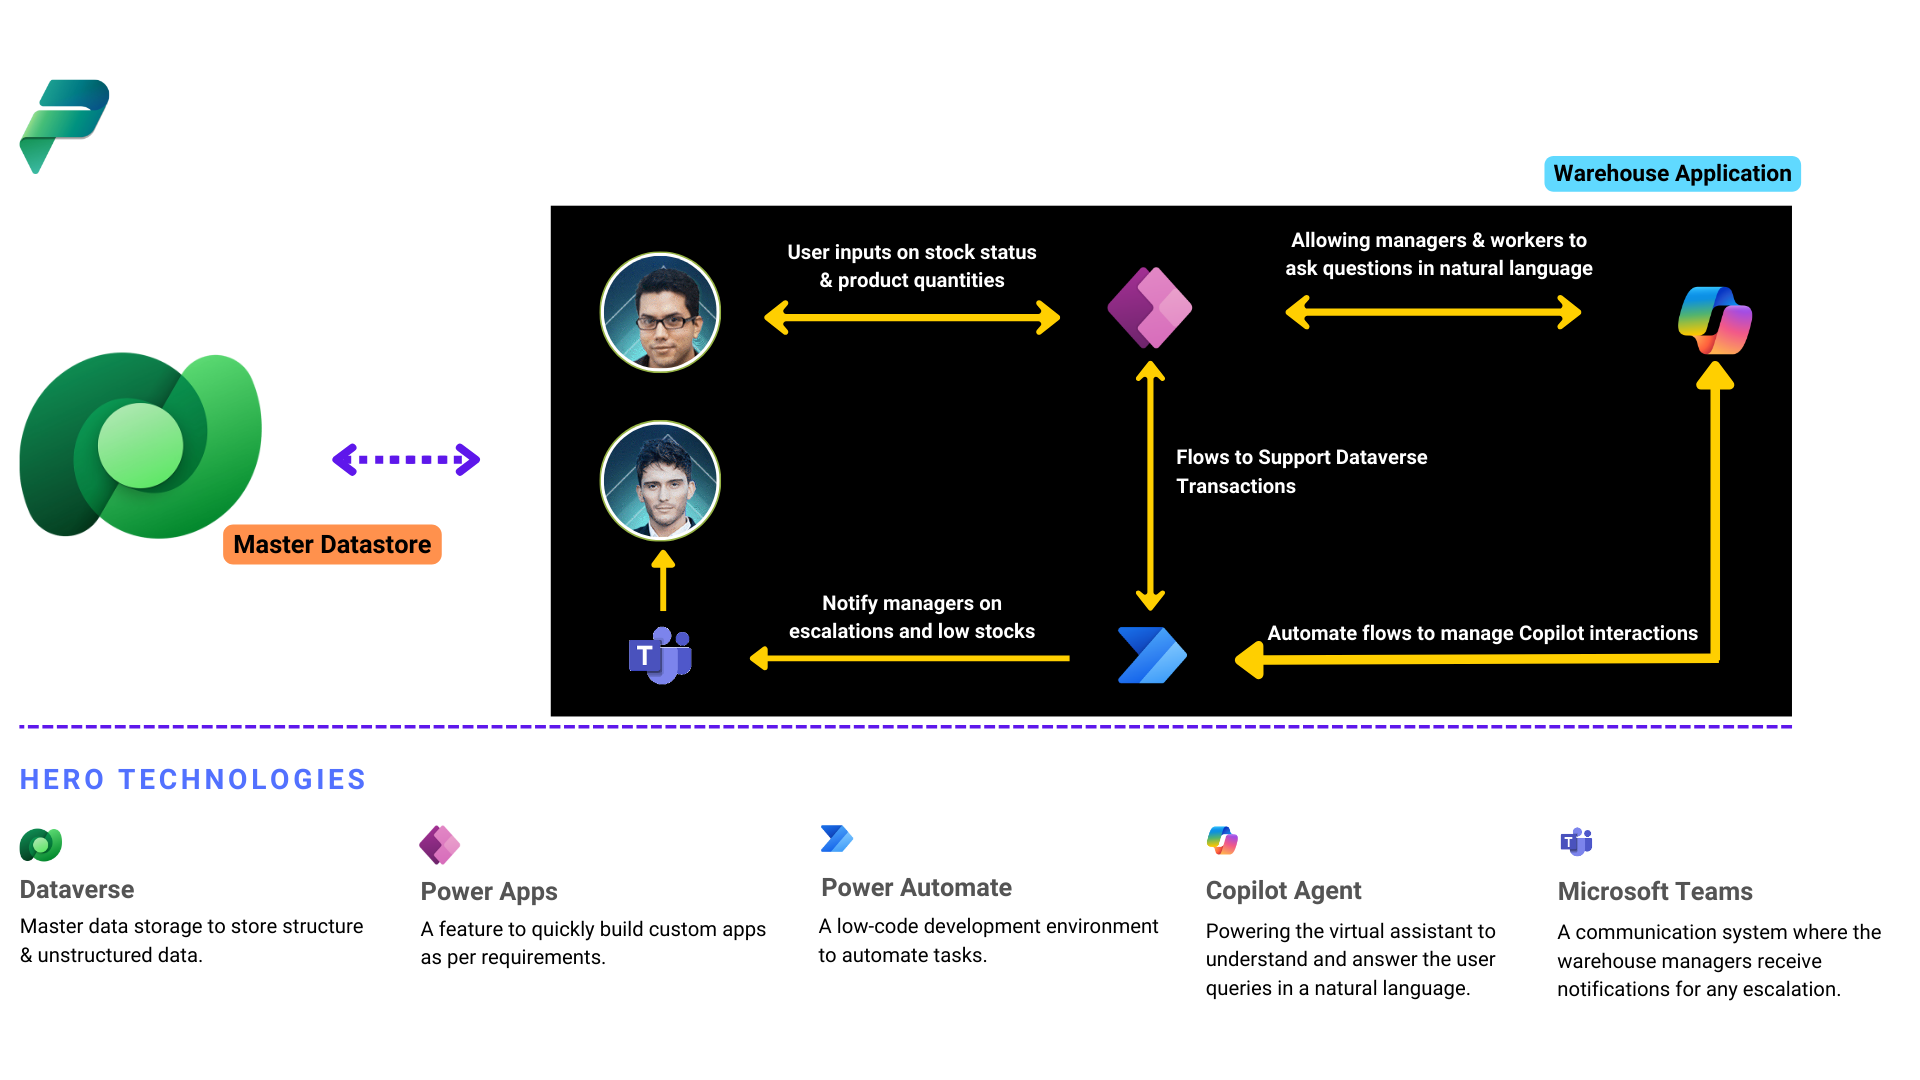 Warehouse Application
User inputs on stock status
& product quantities
Allowing managers & workers to
ask questions in natural language
Flows to Support Dataverse
Transactions
Master Datastore
Notify managers on
escalations and low stocks
Automate flows to manage Copilot interactions
T
HERO TECHNOLOGIES
Dataverse
Master data storage to store structure
& unstructured data.
Power Apps
A feature to quickly build custom apps
as per requirements.
Power Automate
A low-code development environment
to automate tasks.
Copilot Agent
Powering the virtual assistant to
understand and answer the user
queries in a natural language.
T
Microsoft Teams
A communication system where the
warehouse managers receive
notifications for any escalation.